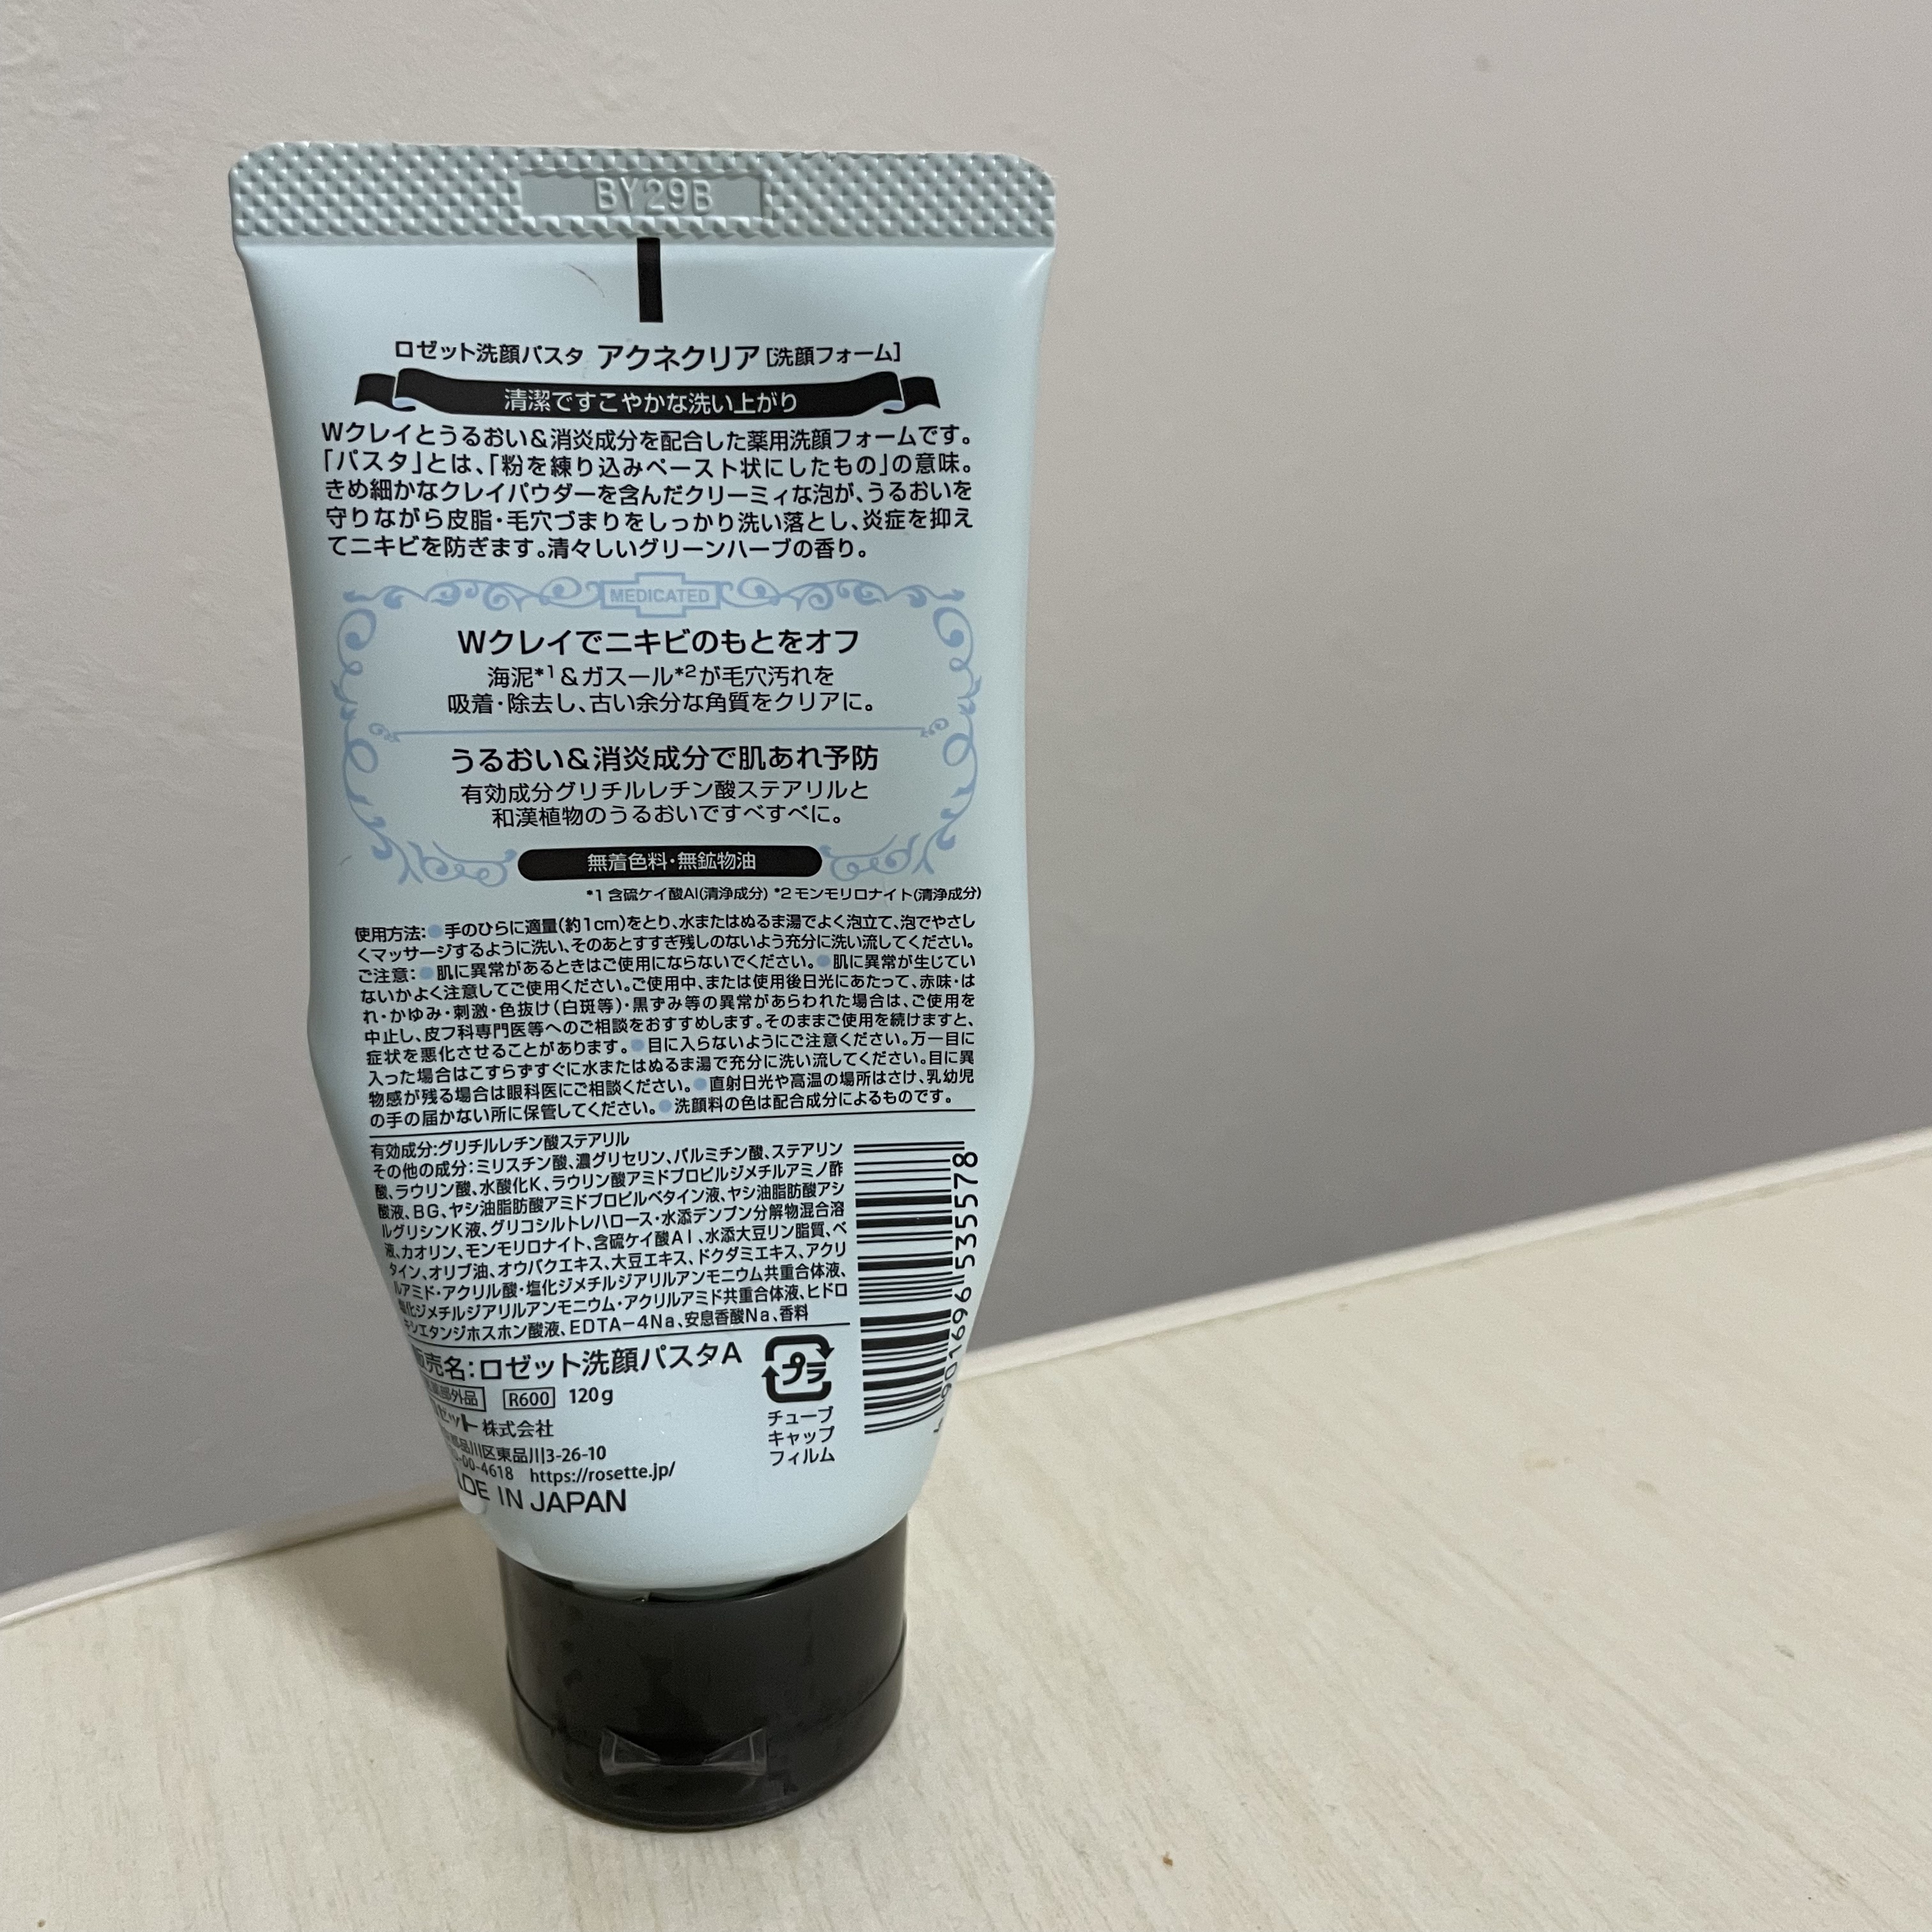 BY29B
ロゼット洗顔パスタ アクネクリア [洗顔フォーム]
清潔ですこやかな洗い上がり
Wクレイとうるおい&消炎成分を配合した薬用洗顔フォームです。
「パスタ」とは、「粉を練り込みペースト状にしたもの」の意味。
きめ細かなクレイパウダーを含んだクリーミィな泡が、うるおいを
守りながら皮脂・毛穴づまりをしっかり洗い落とし、炎症を抑え
てニキビを防ぎます。清々しいグリーンハーブの香り。
MEDICATED
Wクレイでニキビのもとをオフ
海泥*1&ガスール*2が毛穴汚れを
吸着・除去し、古い余分な角質をクリアに。
うるおい&消炎成分で肌あれ予防
有効成分グリチルレチン酸ステアリルと
和漢植物のうるおいですべすべに。
無着色料・無鉱物油
*1 含硫ケイ酸Al(清浄成分) *2 モンモリロナイト(清浄成分)
使用方法:●手のひらに適量(約1cm)をとり、水またはぬるま湯でよく泡立て、泡でやさし
くマッサージするように洗い、そのあとすすぎ残しのないよう充分に洗い流してください。
ご注意:●肌に異常があるときはご使用にならないでください。●肌に異常が生じてい
ないかよく注意してご使用ください。ご使用中、または使用後日光にあたって、赤味・は
れ・かゆみ・刺激・色抜け(白斑等)・黒ずみ等の異常があらわれた場合は、ご使用を
中止し、皮フ科専門医等へのご相談をおすすめします。そのままご使用を続けますと、
症状を悪化させることがあります。●目に入らないようにご注意ください。万一目に
入った場合はこすらずすぐに水またはぬるま湯で充分に洗い流してください。目に異
物感が残る場合は眼科医にご相談ください。●直射日光や高温の場所はさけ、乳幼児
の手の届かない所に保管してください。●洗顔料の色は配合成分によるものです。
有効成分:グリチルレチン酸ステアリル
その他の成分:ミリスチン酸、濃グリセリン、パルミチン酸、ステアリン
酸、ラウリン酸、水酸化K、ラウリン酸アミドプロピルジメチルアミノ酢
酸液、BG、ヤシ油脂肪酸アミドプロピルベタイン液、ヤシ油脂肪酸アシ
ルグリシンK液、グリコシルトレハロース・水添デンプン分解物混合溶
液、カオリン、モンモリロナイト、含硫ケイ酸Al、水添大豆リン脂質、ベ
タイン、オリブ油、オウバクエキス、大豆エキス、ドクダミエキス、アクリ
ルアミド・アクリル酸・塩化ジメチルジアリルアンモニウム共重合体液、
塩化ジメチルジアリルアンモニウム・アクリルアミド共重合体液、ヒドロ
キシエタンジホスホン酸液、EDTA-4Na、安息香酸Na、香料
販売名:ロゼット洗顔パスタA
部外品 R600 120g
ゼット 株式会社
品川区東品川3-26-10
00-4618 https://rosette.jp/
ADE IN JAPAN
プラ
チューブ
キャップ
フィルム
4 901696 535578